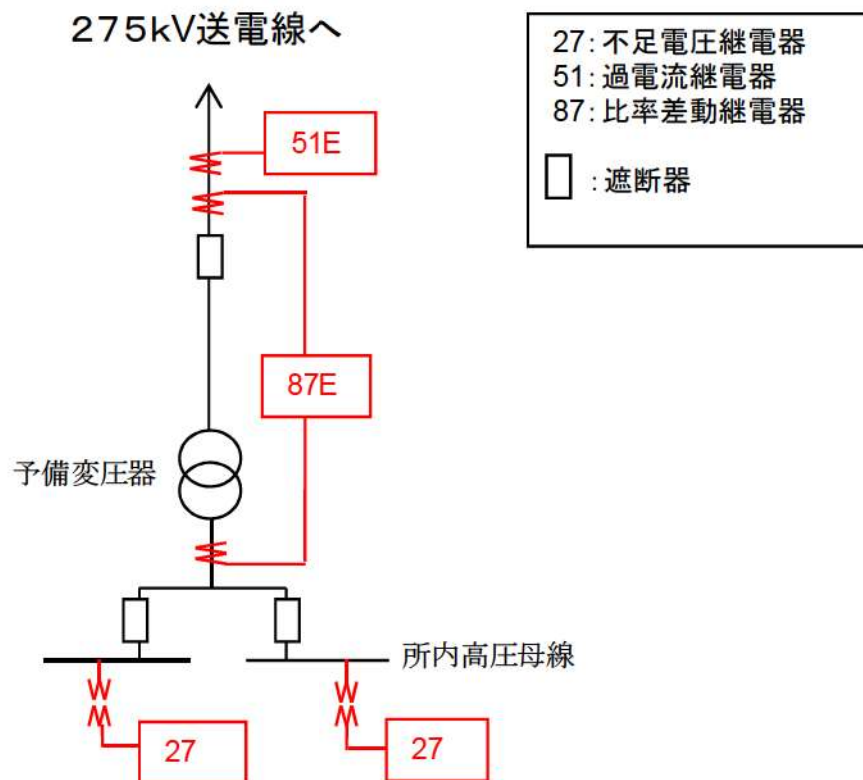 275kV送電線へ
27:不足電圧継電器
51:過電流継電器
87:比率差動継電器
:遮断器
51E
87E
予備変圧器
所内高圧母線
27
27